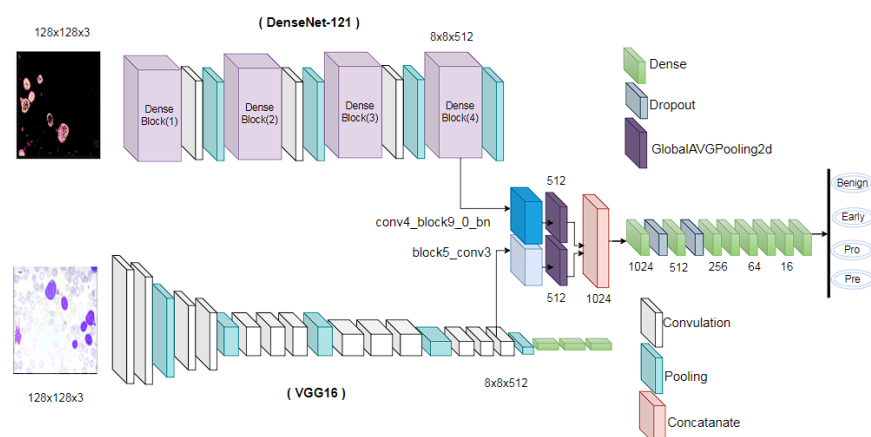 ( DenseNet-121 )
128x128x3
8x8x512
Dense
Block(1)
Dense
Block(2)
Dense
Block(3)
Dense
Block(4)
Dense
Dropout
GlobalAVGPooling2d
512
conv4_block9_0_bn
block5_conv3
512
1024
1024
512
256
64
16
Benign
Early
Pro
Pre
Convulation
Pooling
Concatanate
8x8x512
( VGG16 )
128x128x3